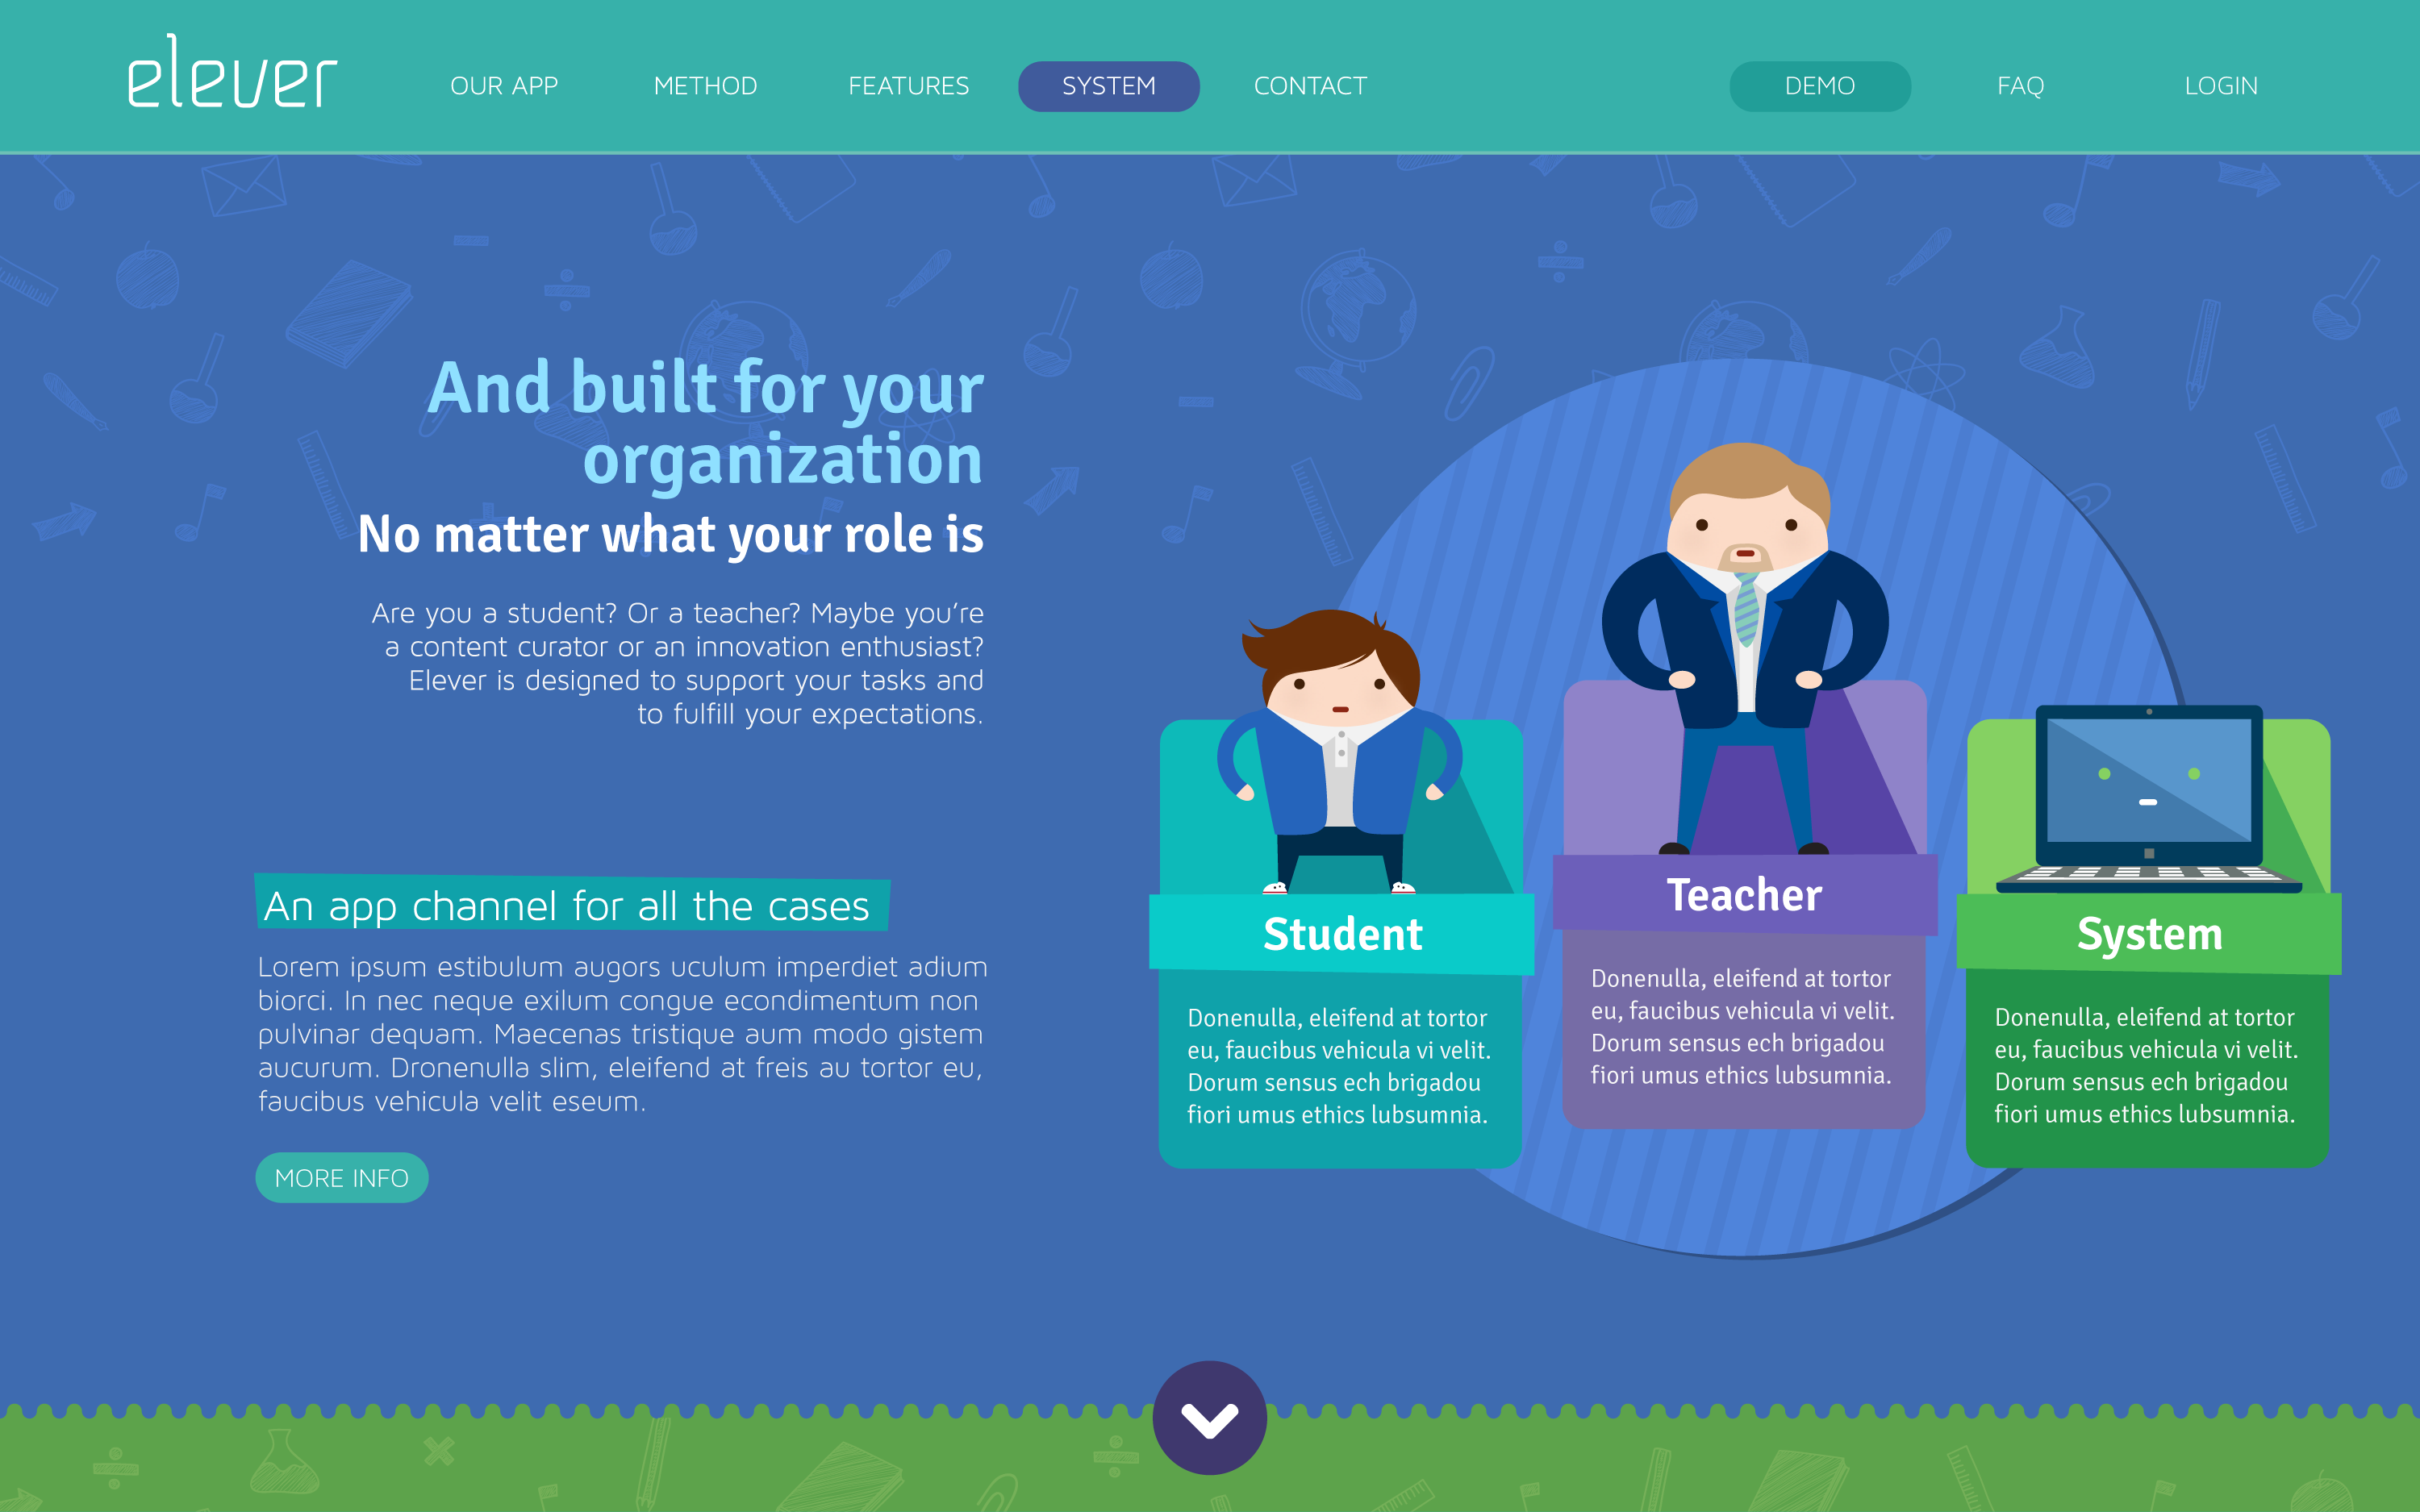 elever
OUR APP
METHOD
FEATURES
SYSTEM
CONTACT
DEMO
FAQ
LOGIN
And built for your
organization
No matter what your role is
Are you a student? Or a teacher? Maybe you’re
a content curator or an innovation enthusiast?
Elever is designed to support your tasks and
to fulfill your expectations.
An app channel for all the cases
Lorem ipsum estibulum augors uculum imperdiet adium
biorci. In nec neque exilum congue econdimentum non
pulvinar dequam. Maecenas tristique aum modo gistem
aucurum. Dronenulla slim, eleifend at freis au tortor eu,
faucibus vehicula velit eseum.
MORE INFO
Student
Donenulla, eleifend at tortor
eu, faucibus vehicula vi velit.
Dorum sensus ech brigadou
fiori umus ethics lubsumnia.
Teacher
Donenulla, eleifend at tortor
eu, faucibus vehicula vi velit.
Dorum sensus ech brigadou
fiori umus ethics lubsumnia.
System
Donenulla, eleifend at tortor
eu, faucibus vehicula vi velit.
Dorum sensus ech brigadou
fiori umus ethics lubsumnia.